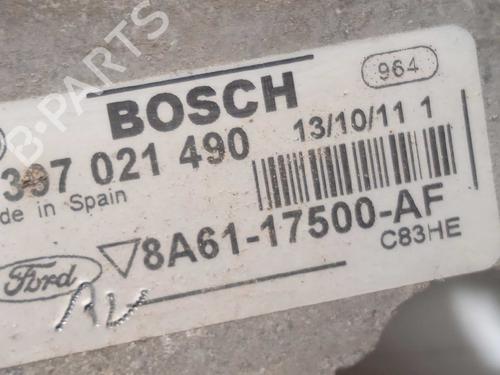 B-PARTS
BOSCH
964
397 021 490
13/10/11 1
de in Spain
8A61-17500-AF
C83HE
Ford